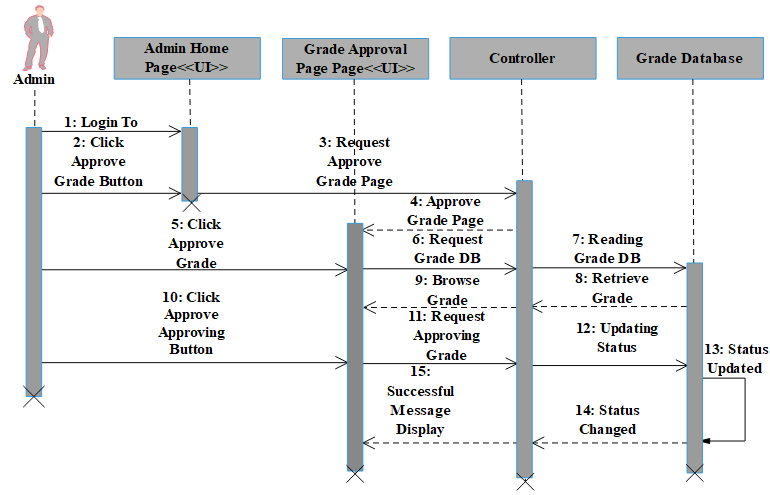 Admin
Admin Home
Page<<UI>>
Grade Approval
Page Page<<UI>>
Controller
Grade Database
1: Login To
2: Click
Approve
Grade Button
3: Request
Approve
Grade Page
4: Approve
Grade Page
5: Click
Approve
Grade
6: Request
Grade DB
7: Reading
Grade DB
8: Retrieve
Grade
9: Browse
Grade
10: Click
Approve
Approving
Button
11: Request
Approving
Grade
12: Updating
Status
13: Status
Updated
14: Status
Changed
15:
Successful
Message
Display